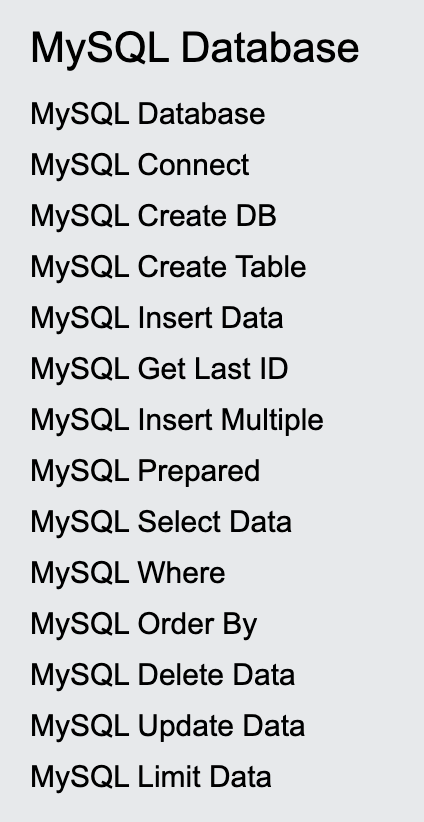 MySQL Database
MySQL Database
MySQL Connect
MySQL Create DB
MySQL Create Table
MySQL Insert Data
MySQL Get Last ID
MySQL Insert Multiple
MySQL Prepared
MySQL Select Data
MySQL Where
MySQL Order By
MySQL Delete Data
MySQL Update Data
MySQL Limit Data